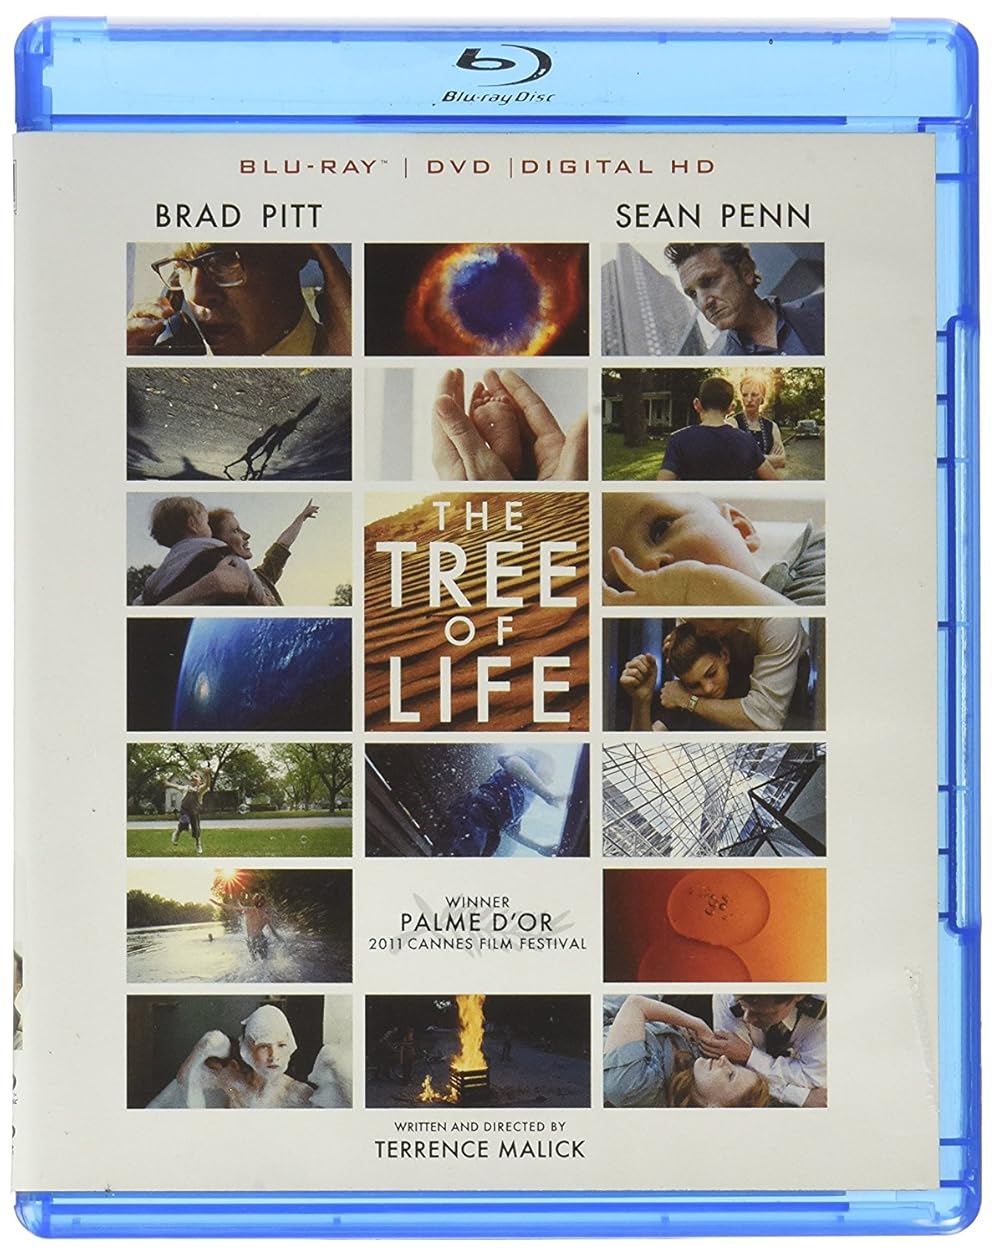 Blu-ray Disc
BLU-RAY™ | DVD | DIGITAL HD
BRAD PITT SEAN PENN
THE
TREE
OF
LIFE
WINNER
PALME D'OR
2011 CANNES FILM FESTIVAL
WRITTEN AND DIRECTED BY
TERRENCE MALICK